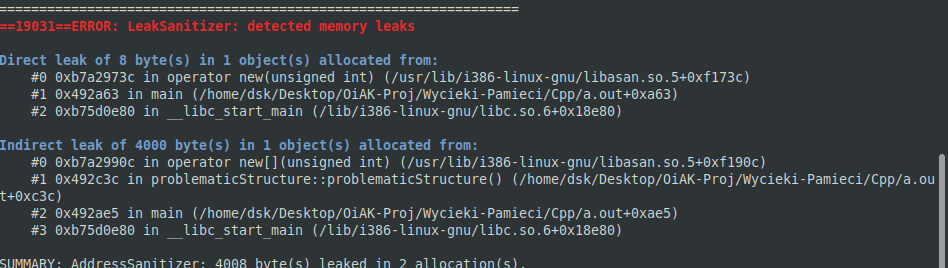 =================================================================
==19031==ERROR: LeakSanitizer: detected memory leaks
Direct leak of 8 byte(s) in 1 object(s) allocated from:
#0 0xb7a2973c in operator new(unsigned int) (/usr/lib/i386-linux-gnu/libasan.so.5+0xf173c)
#1 0x492a63 in main (/home/dsk/Desktop/OiAK-Proj/Wycieki-Pamieci/Cpp/a.out+0xa63)
#2 0xb75d0e80 in __libc_start_main (/lib/i386-linux-gnu/libc.so.6+0x18e80)
Indirect leak of 4000 byte(s) in 1 object(s) allocated from:
#0 0xb7a2990c in operator new[](unsigned int) (/usr/lib/i386-linux-gnu/libasan.so.5+0xf190c)
#1 0x492c3c in problematicStructure::problematicStructure() (/home/dsk/Desktop/OiAK-Proj/Wycieki-Pamieci/Cpp/a.ou
t+0xc3c)
#2 0x492ae5 in main (/home/dsk/Desktop/OiAK-Proj/Wycieki-Pamieci/Cpp/a.out+0xae5)
#3 0xb75d0e80 in __libc_start_main (/lib/i386-linux-gnu/libc.so.6+0x18e80)
SUMMARY: AddressSanitizer: 4008 byte(s) leaked in 2 allocation(s).